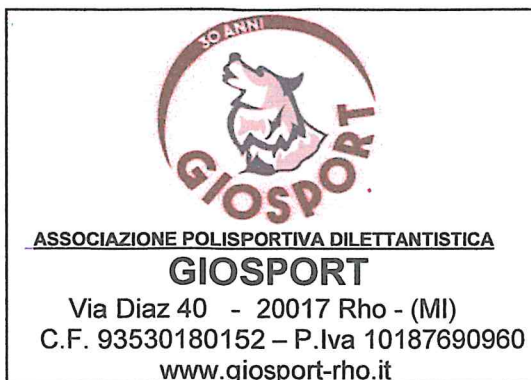 30 ANNI
GIOSPORT
ASSOCIAZIONE POLISPORTIVA DILETTANTISTICA
GIOSPORT
Via Diaz 40 - 20017 Rho - (MI)
C.F. 93530180152 – P.Iva 10187690960
www.giosport-rho.it